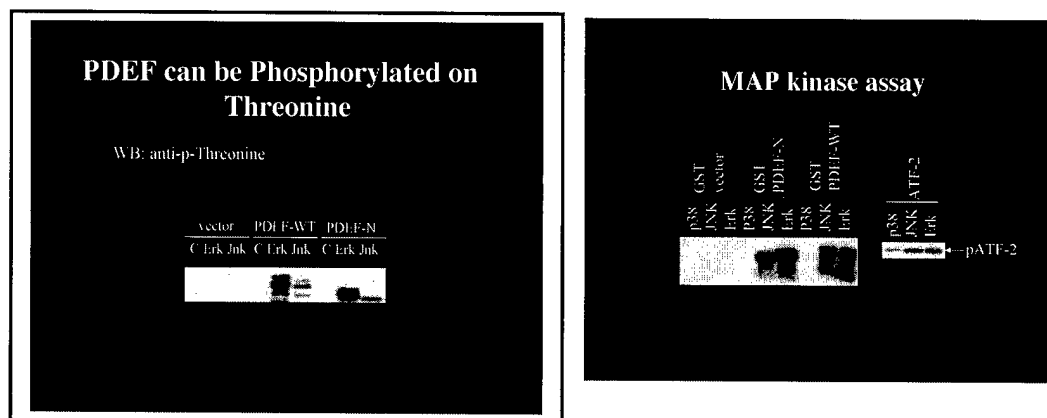 PDEF can be Phosphorylated on
Threonine
WB: anti-p-Threonine
vector PDEF-WT PDEF-N
C Erk Jnk C Erk Jnk C Erk Jnk
MAP kinase assay
GST vector
GST PDEF-N
GST PDEF-WT
ATF-2
p38 JNK Erk P38 JNK Erk P38 JNK Erk
p38 JNK Erk
pATF-2